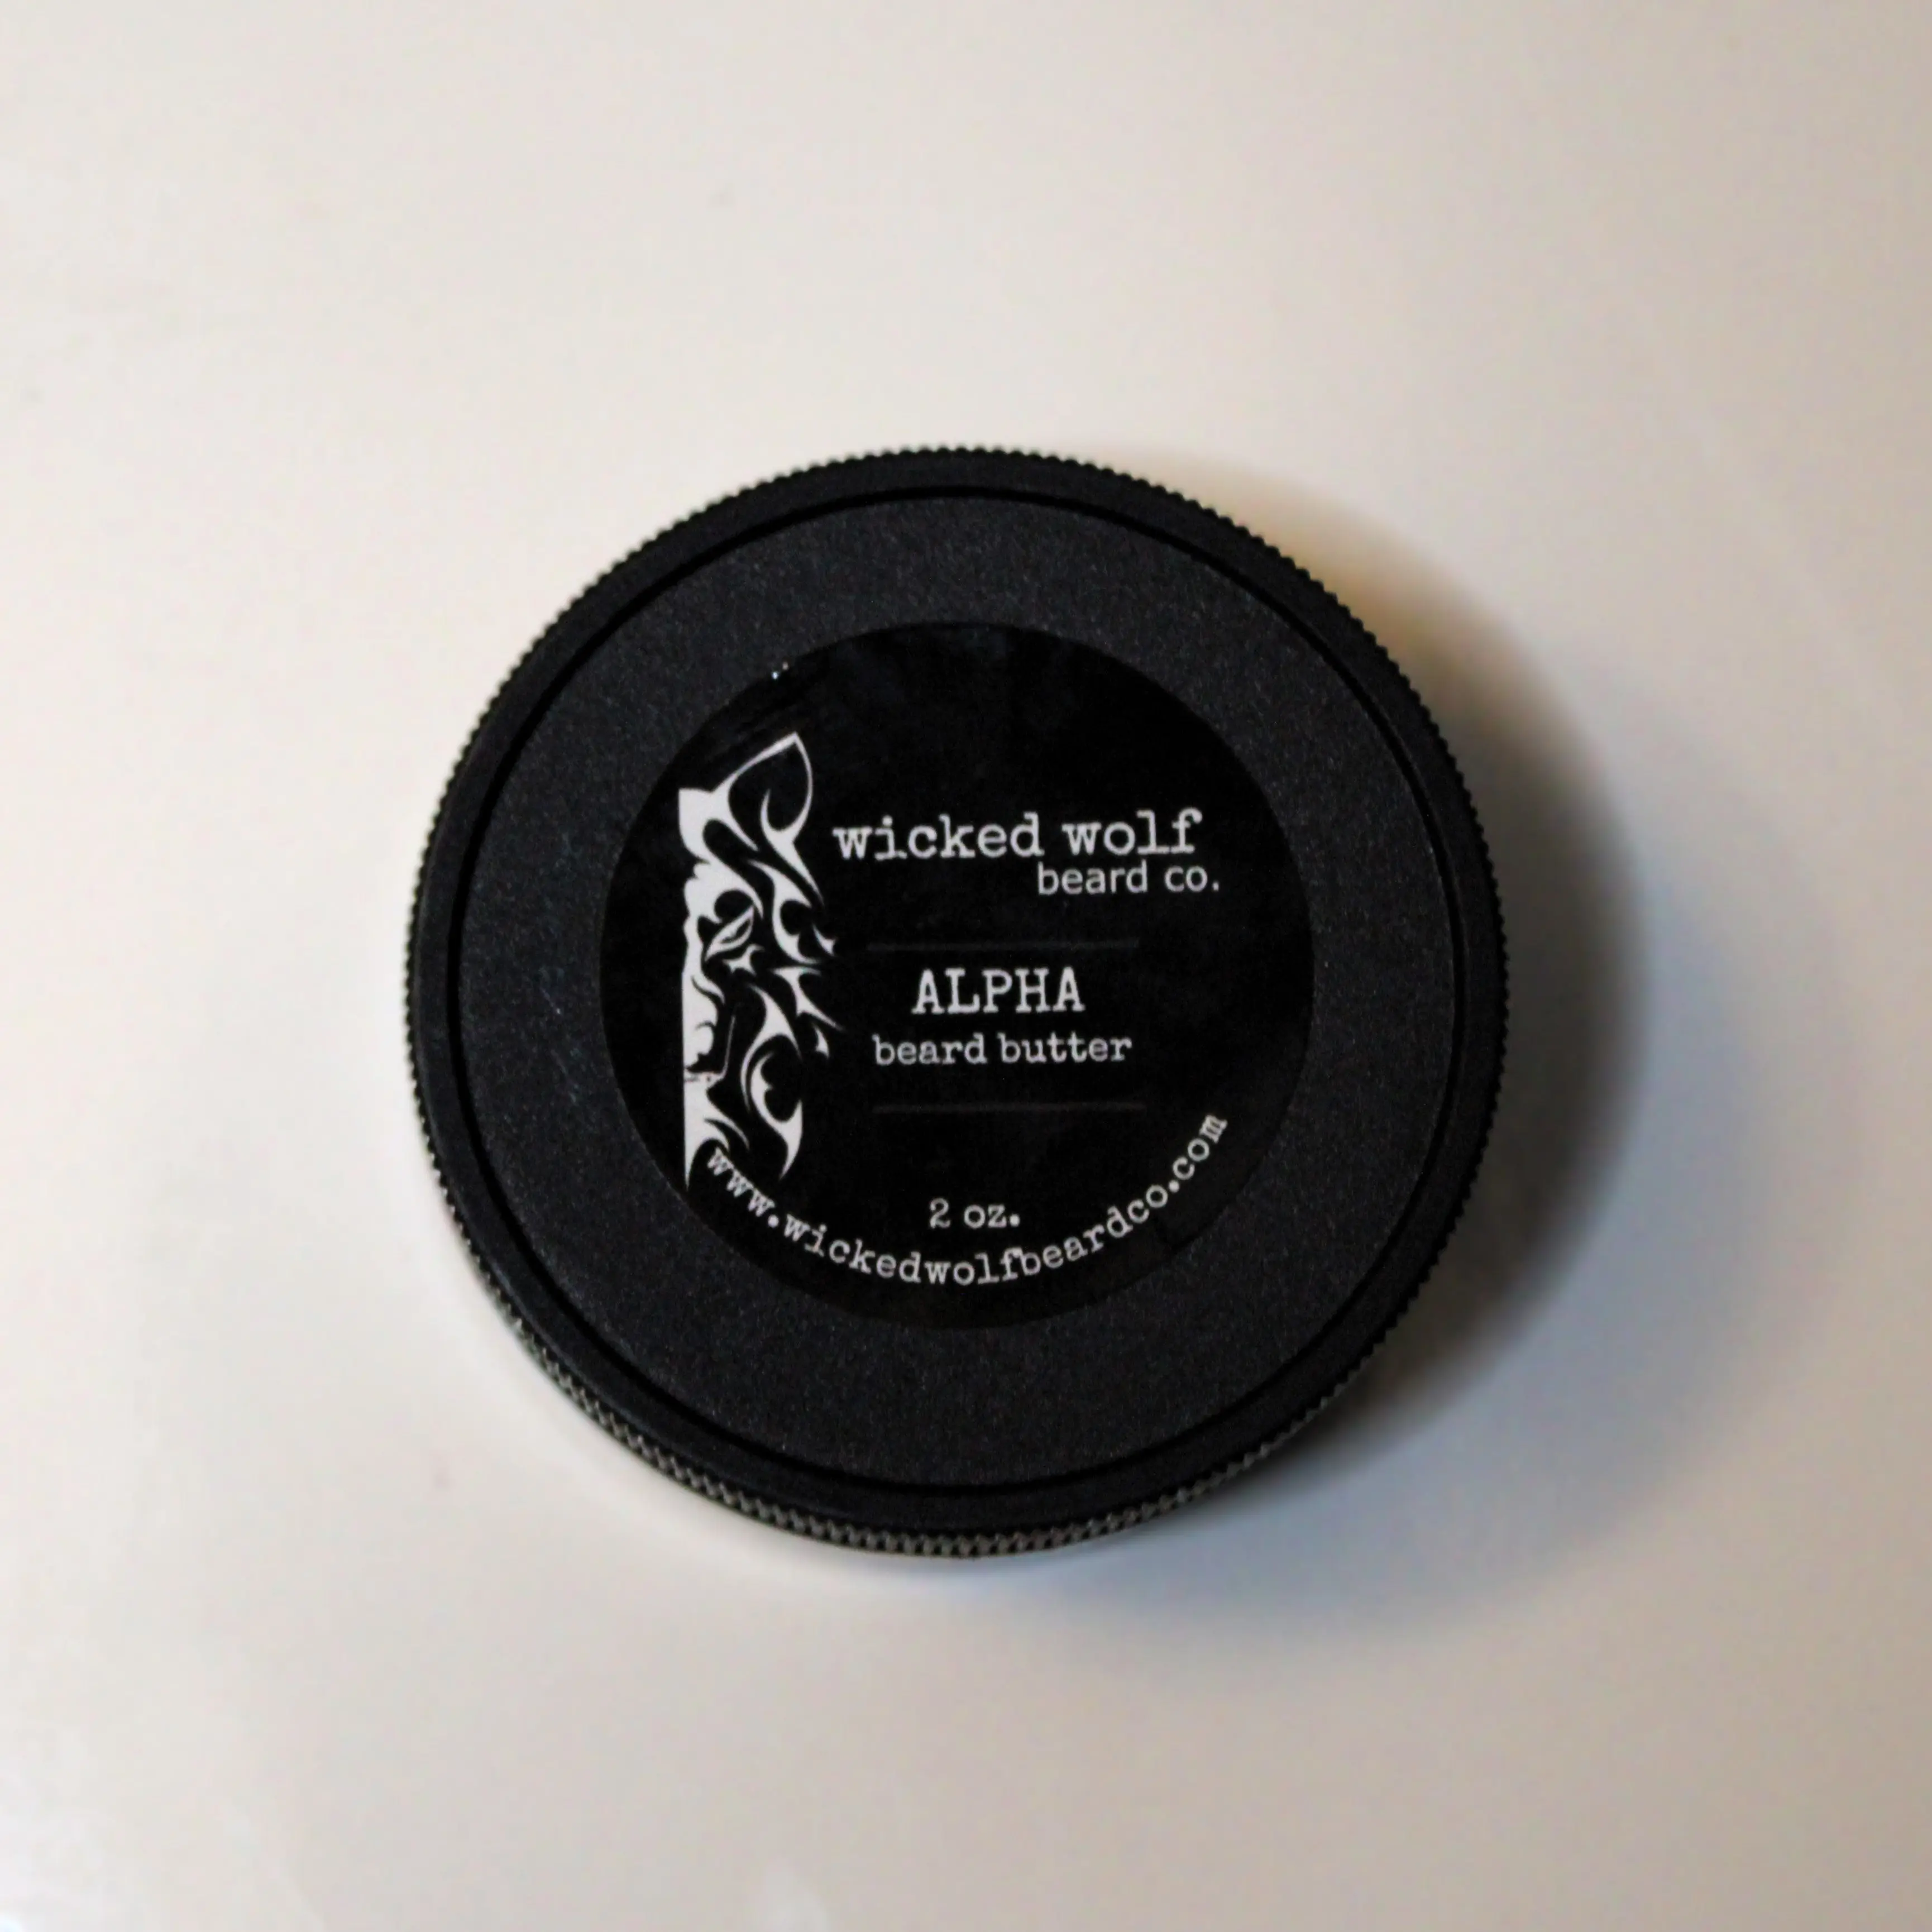 wicked wolf
beard co.
ALPHA
beard butter
2 oz.
www.wickedwolfbeardco.com